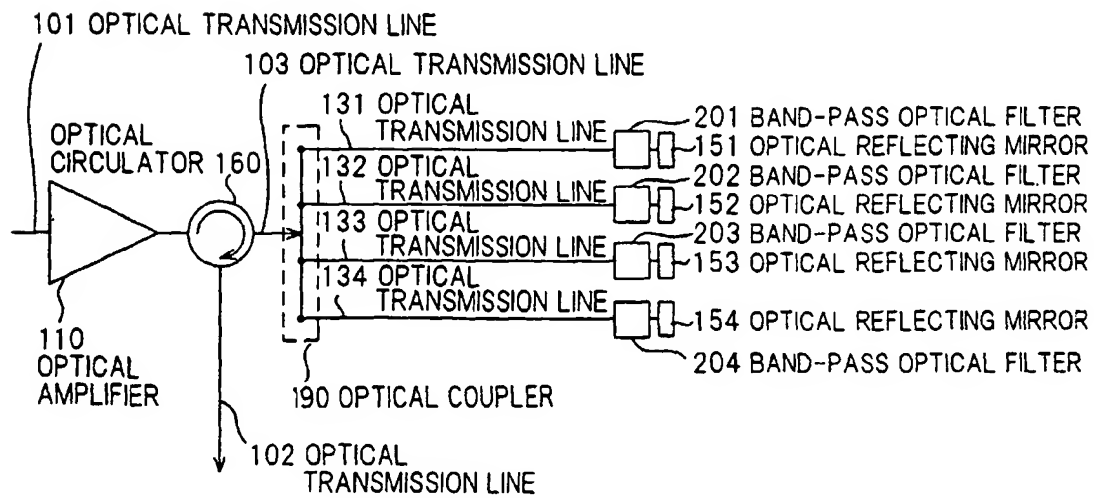 101 OPTICAL TRANSMISSION LINE
103 OPTICAL TRANSMISSION LINE
OPTICAL
CIRCULATOR 160
131 OPTICAL
TRANSMISSION LINE
132 OPTICAL
TRANSMISSION LINE
133 OPTICAL
TRANSMISSION LINE
134 OPTICAL
TRANSMISSION LINE
201 BAND-PASS OPTICAL FILTER
151 OPTICAL REFLECTING MIRROR
202 BAND-PASS OPTICAL FILTER
152 OPTICAL REFLECTING MIRROR
203 BAND-PASS OPTICAL FILTER
153 OPTICAL REFLECTING MIRROR
154 OPTICAL REFLECTING MIRROR
204 BAND-PASS OPTICAL FILTER
110
OPTICAL
AMPLIFIER
190 OPTICAL COUPLER
102 OPTICAL
TRANSMISSION LINE